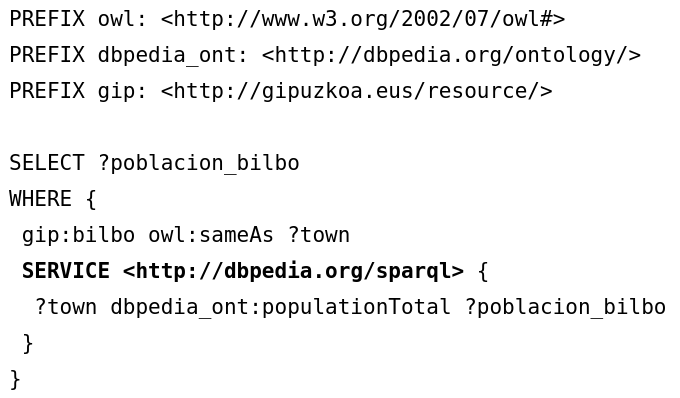 PREFIX owl: <http://www.w3.org/2002/07/owl#>
PREFIX dbpedia_ont: <http://dbpedia.org/ontology/>
PREFIX gip: <http://gipuzkoa.eus/resource/>

SELECT ?poblacion_bilbo
WHERE {
 gip:bilbo owl:sameAs ?town
 SERVICE <http://dbpedia.org/sparql> {
  ?town dbpedia_ont:populationTotal ?poblacion_bilbo
 }
}